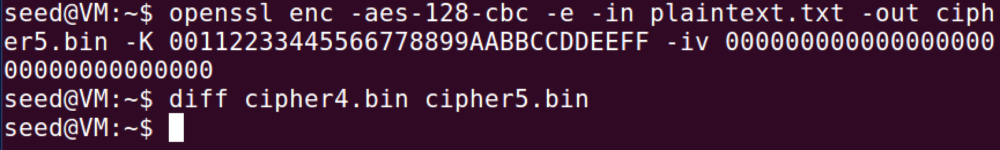 seed@VM:~$ openssl enc -aes-128-cbc -e -in plaintext.txt -out ciph
er5.bin -K 00112233445566778899AABBCCDDEEFF -iv 000000000000000000
00000000000000
seed@VM:~$ diff cipher4.bin cipher5.bin
seed@VM:~$